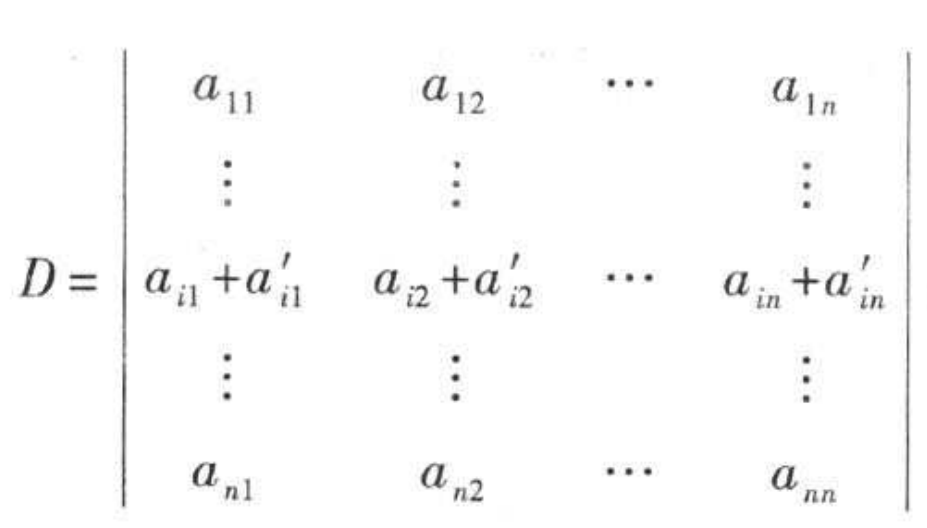 a₁₁ a₁₂ ⋯ a₁ₙ
⋮ ⋮ ⋮
D = aᵢ₁+a′ᵢ₁ aᵢ₂+a′ᵢ₂ ⋯ aᵢₙ+a′ᵢₙ
⋮ ⋮ ⋮
aₙ₁ aₙ₂ ⋯ aₙₙ